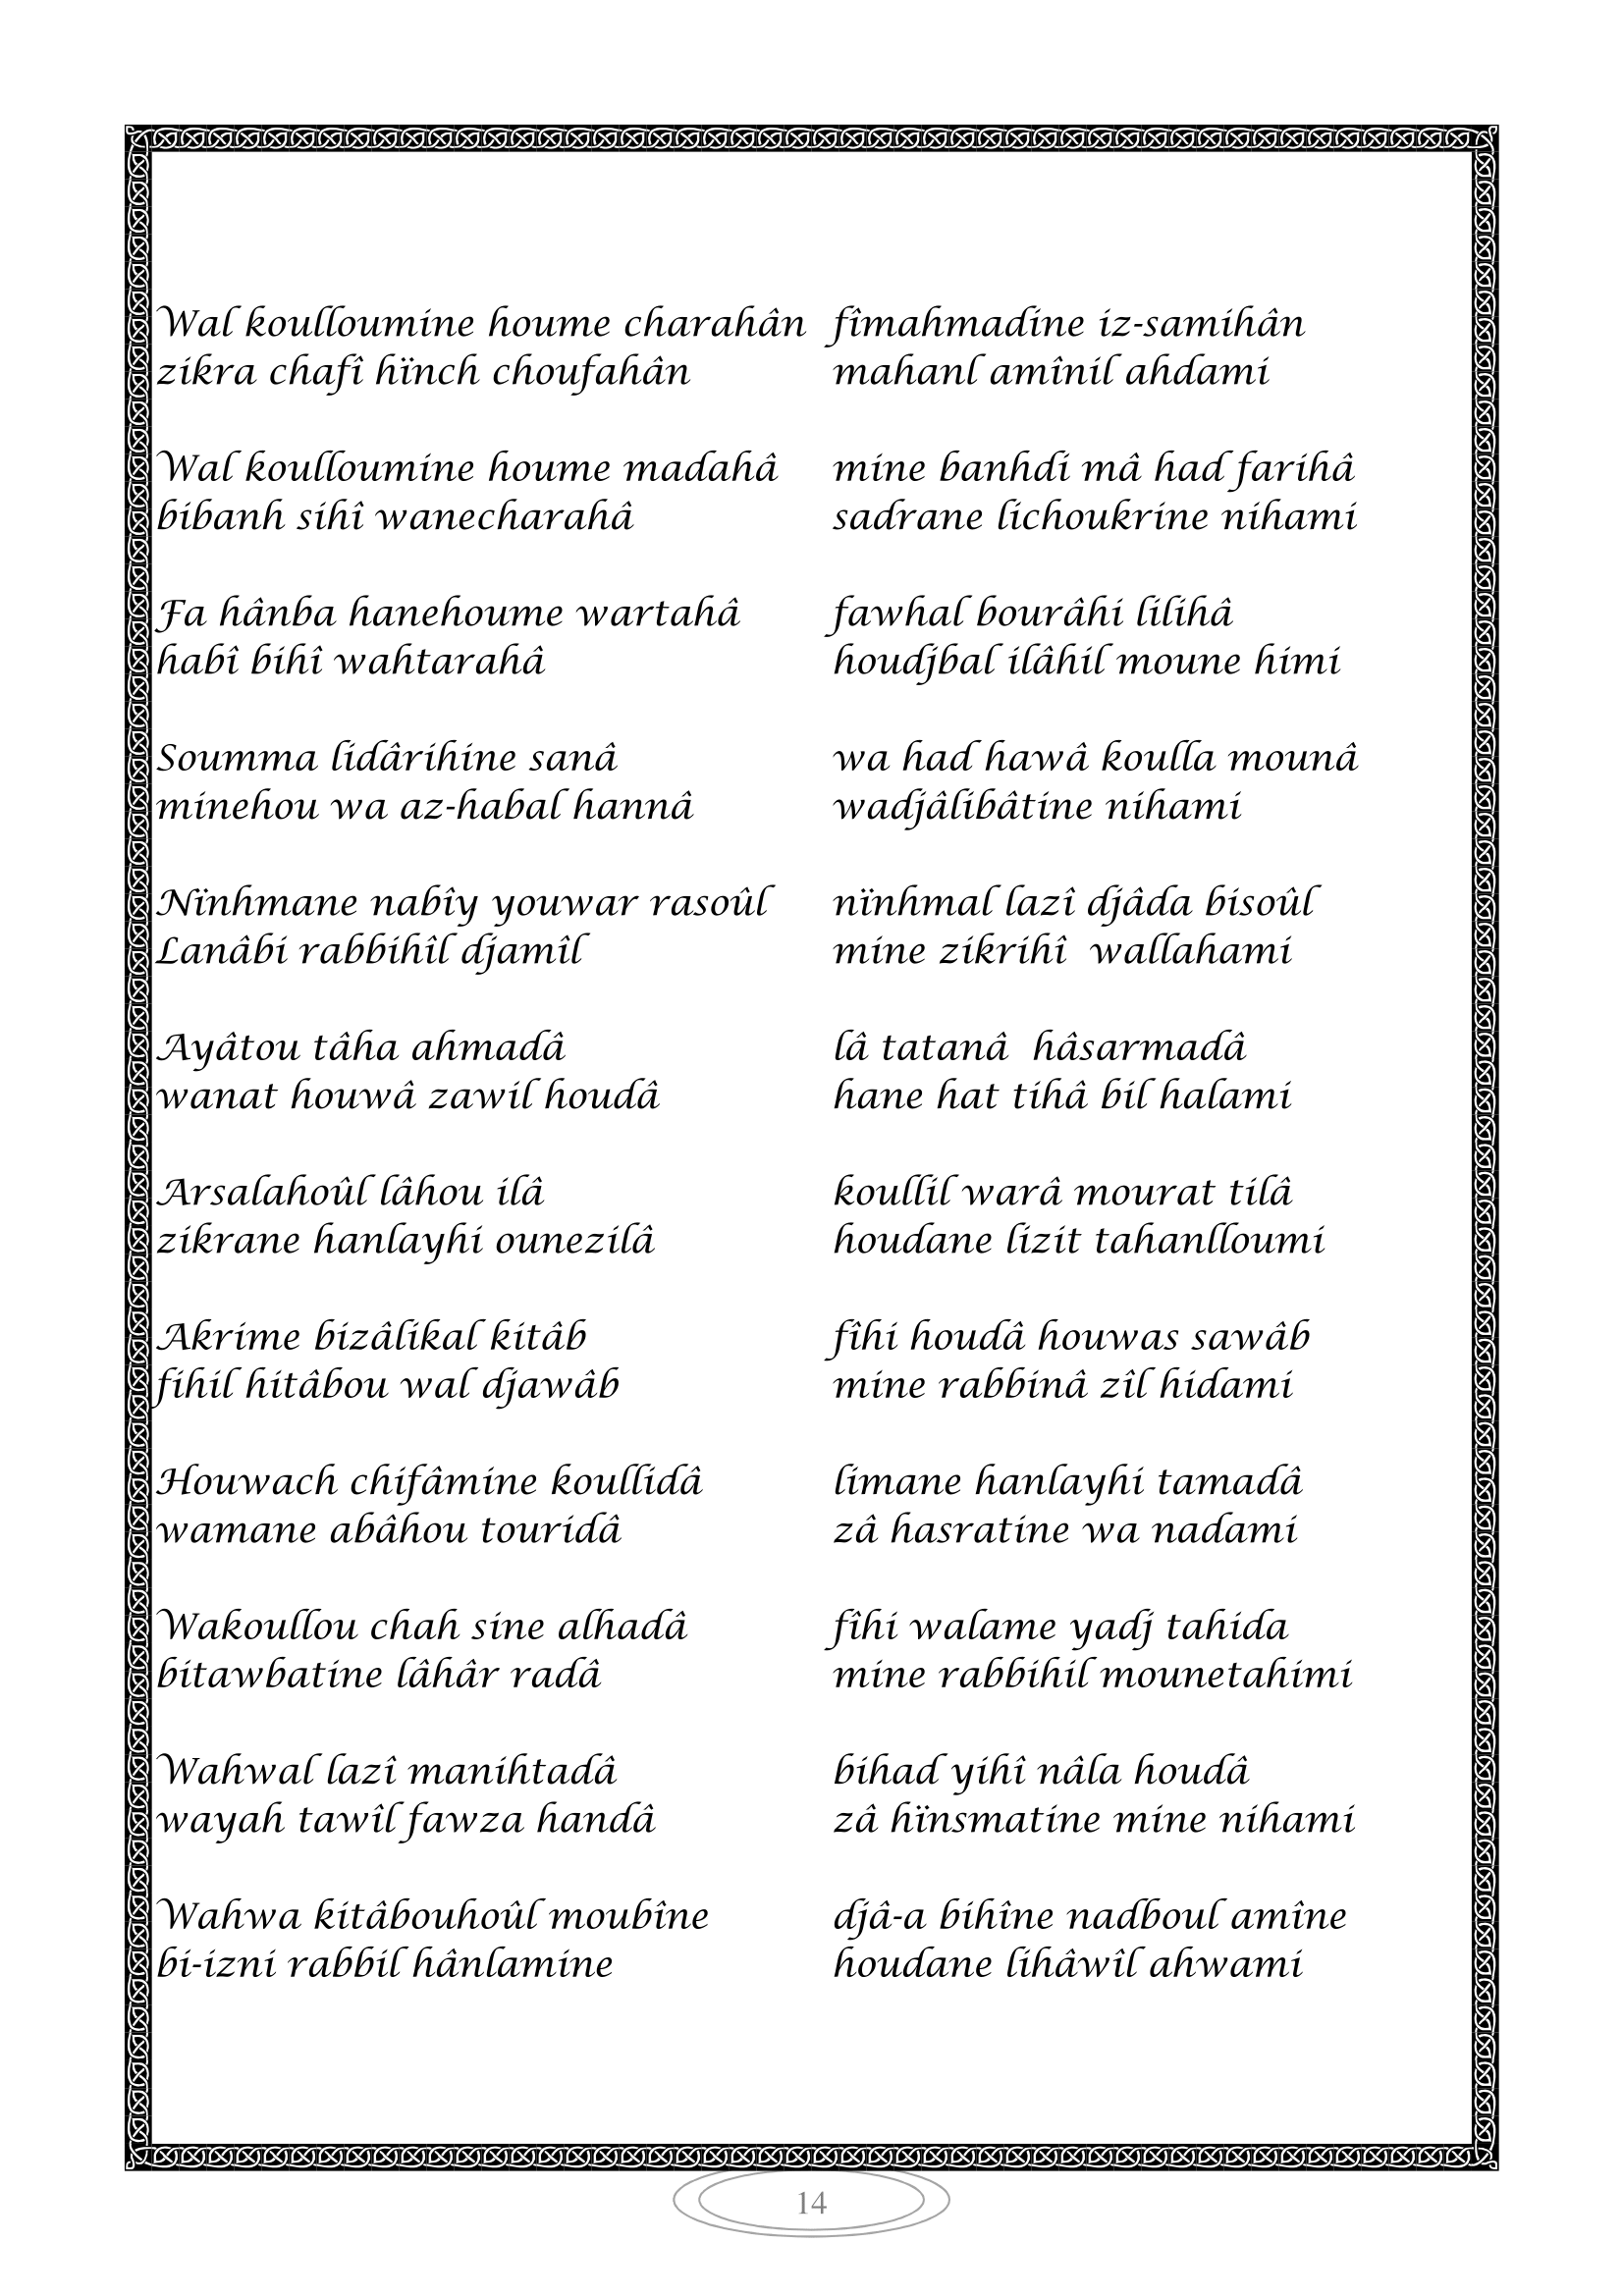 Wal koulloumine houme charahân fîmahmadine iz-samihân
zikra chafî hïnch choufahân mahanl amînil ahdami
Wal koulloumine houme madahâ mine banhdi mâ had farihâ
bibanh sihî wanecharahâ sadrane lichoukrine nihami
Fa hânba hanehoume wartahâ fawhal bourâhi lilihâ
habî bihî wahtarahâ houdjbal ilâhil moune himi
Soumma lidârihine sanâ wa had hawâ koulla mounâ
minehou wa az-habal hannâ wadjâlibâtine nihami
Nïnhmane nabîy youwar rasoûl nïnhmal lazî djâda bisoûl
Lanâbi rabbihîl djamîl mine zikrihî wallahami
Ayâtou tâha ahmadâ lâ tatanâ hâsarmadâ
wanat houwâ zawil houdâ hane hat tihâ bil halami
Arsalahoûl lâhou ilâ koullil warâ mourat tilâ
zikrane hanlayhi ounezilâ houdane lizit tahanlloumi
Akrime bizâlikal kitâb fîhi houdâ houwas sawâb
fihil hitâbou wal djawâb mine rabbinâ zîl hidami
Houwach chifâmine koullidâ limane hanlayhi tamadâ
wamane abâhou touridâ zâ hasratine wa nadami
Wakoullou chah sine alhadâ fîhi walame yadj tahida
bitawbatine lâhâr radâ mine rabbihil mounetahimi
Wahwal lazî manihtadâ bihad yihî nâla houdâ
wayah tawîl fawza handâ zâ hïnsmatine mine nihami
Wahwa kitâbouhoûl moubîne djâ-a bihîne nadboul amîne
bi-izni rabbil hânlamine houdane lihâwîl ahwami
14